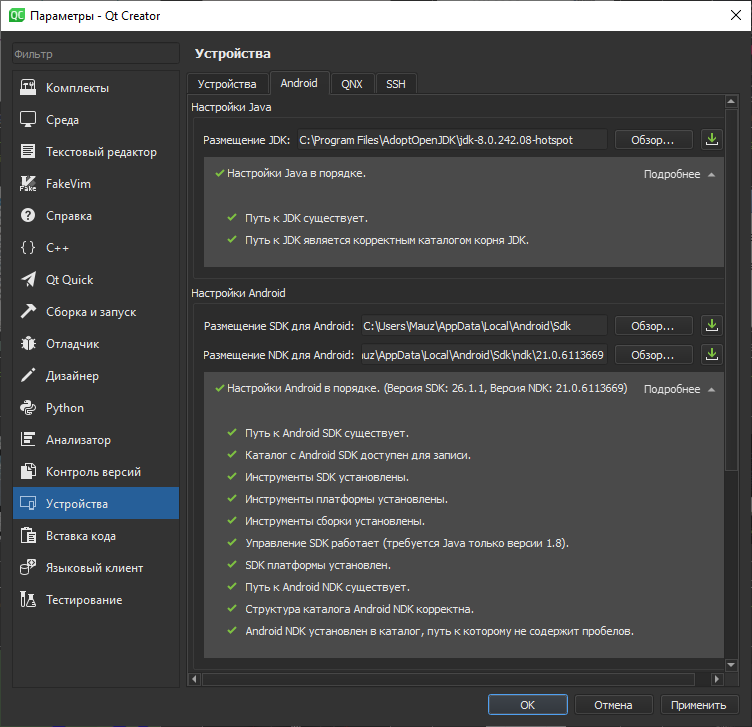 Параметры - Qt Creator
Фильтр
Комплекты
Среда
Текстовый редактор
FakeVim
Справка
C++
Qt Quick
Сборка и запуск
Отладчик
Дизайнер
Python
Анализатор
Контроль версий
Устройства
Вставка кода
Языковый клиент
Тестирование
Устройства
Устройства Android QNX SSH
Настройки Java
Размещение JDK: C:\Program Files\AdoptOpenJDK\jdk-8.0.242.08-hotspot Обзор...
Настройки Java в порядке. Подробнее
Путь к JDK существует.
Путь к JDK является корректным каталогом корня JDK.
Настройки Android
Размещение SDK для Android: C:\Users\Mauz\AppData\Local\Android\Sdk Обзор...
Размещение NDK для Android: uz\AppData\Local\Android\Sdk\ndk\21.0.6113669 Обзор...
Настройки Android в порядке. (Версия SDK: 26.1.1, Версия NDK: 21.0.6113669) Подробнее
Путь к Android SDK существует.
Каталог с Android SDK доступен для записи.
Инструменты SDK установлены.
Инструменты платформы установлены.
Инструменты сборки установлены.
Управление SDK работает (требуется Java только версии 1.8).
SDK платформы установлен.
Путь к Android NDK существует.
Структура каталога Android NDK корректна.
Android NDK установлен в каталог, путь к которому не содержит пробелов.
OK Отмена Применить